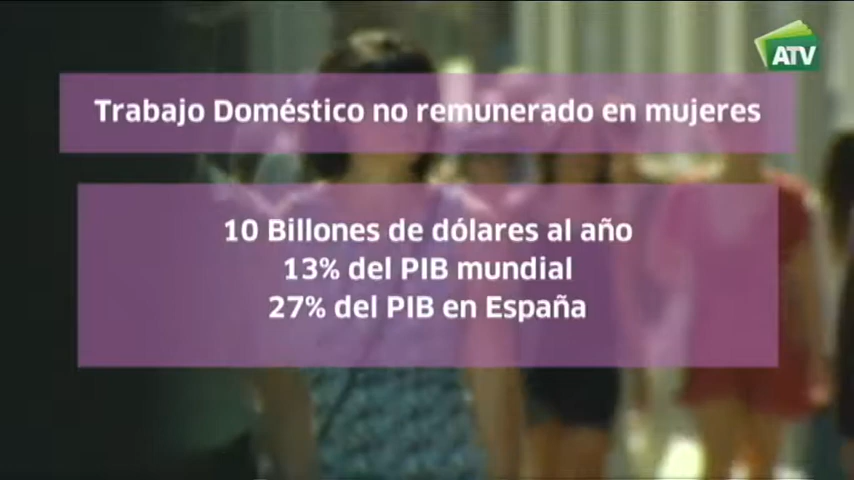 ATV
Trabajo Doméstico no remunerado en mujeres
10 Billones de dólares al año
13% del PIB mundial
27% del PIB en España